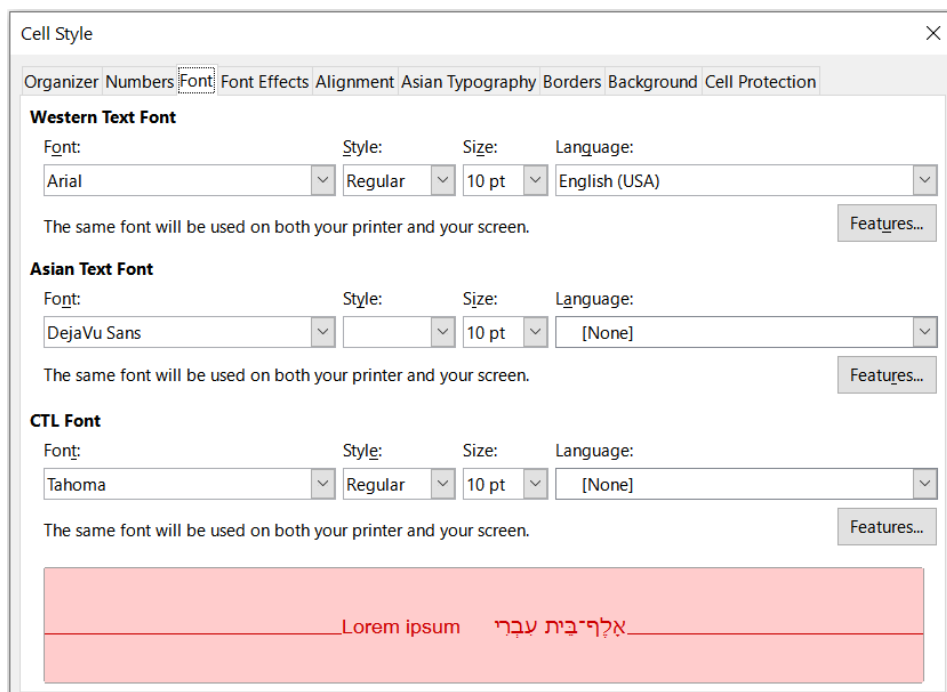 Cell Style
Organizer Numbers Font Font Effects Alignment Asian Typography Borders Background Cell Protection
Western Text Font
Font: Style: Size: Language:
Arial Regular 10 pt English (USA)
The same font will be used on both your printer and your screen. Features...
Asian Text Font
Font: Style: Size: Language:
DejaVu Sans 10 pt [None]
The same font will be used on both your printer and your screen. Features...
CTL Font
Font: Style: Size: Language:
Tahoma Regular 10 pt [None]
The same font will be used on both your printer and your screen. Features...
Lorem ipsum אָלֶף־בֵּית עִבְרִי